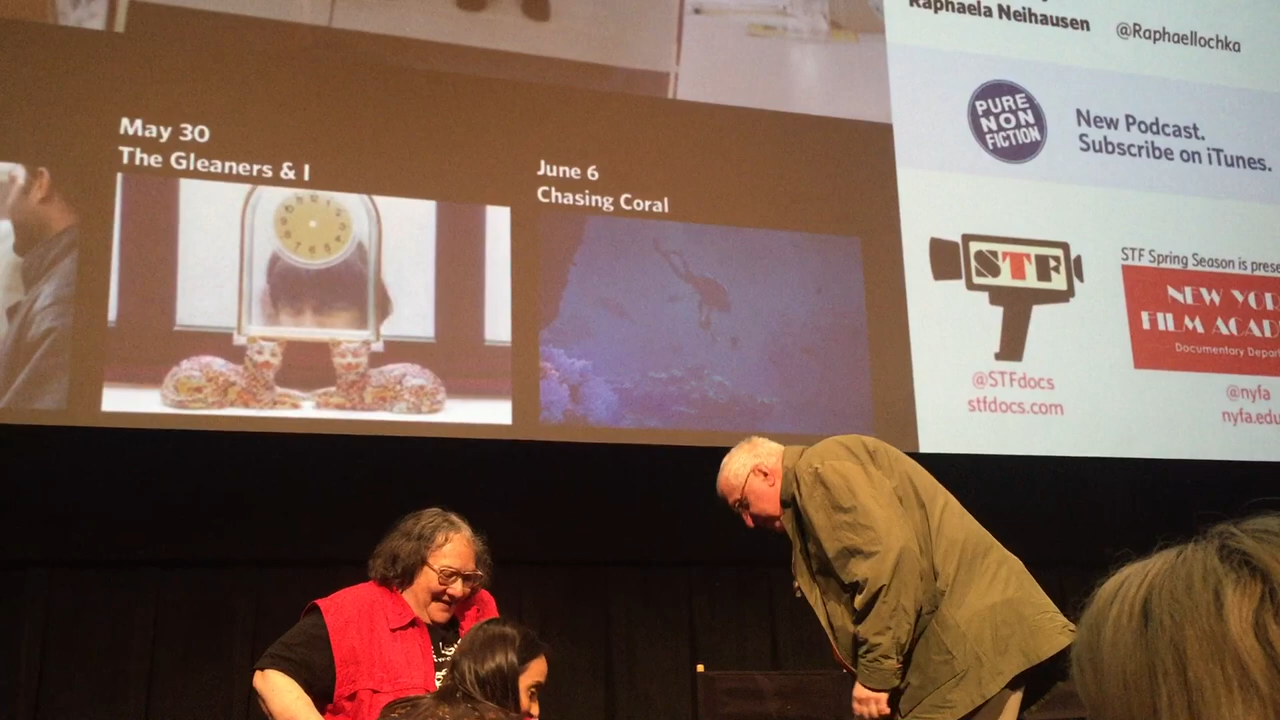 Raphaela Neihausen @Raphaellochka
PURE
NON
FICTION
New Podcast.
Subscribe on iTunes.
May 30
The Gleaners & I
June 6
Chasing Coral
STF
@STFdocs
stfdocs.com
STF Spring Season is prese
NEW YOR
FILM ACAD
Documentary Depart
@nyfa
nyfa.edu